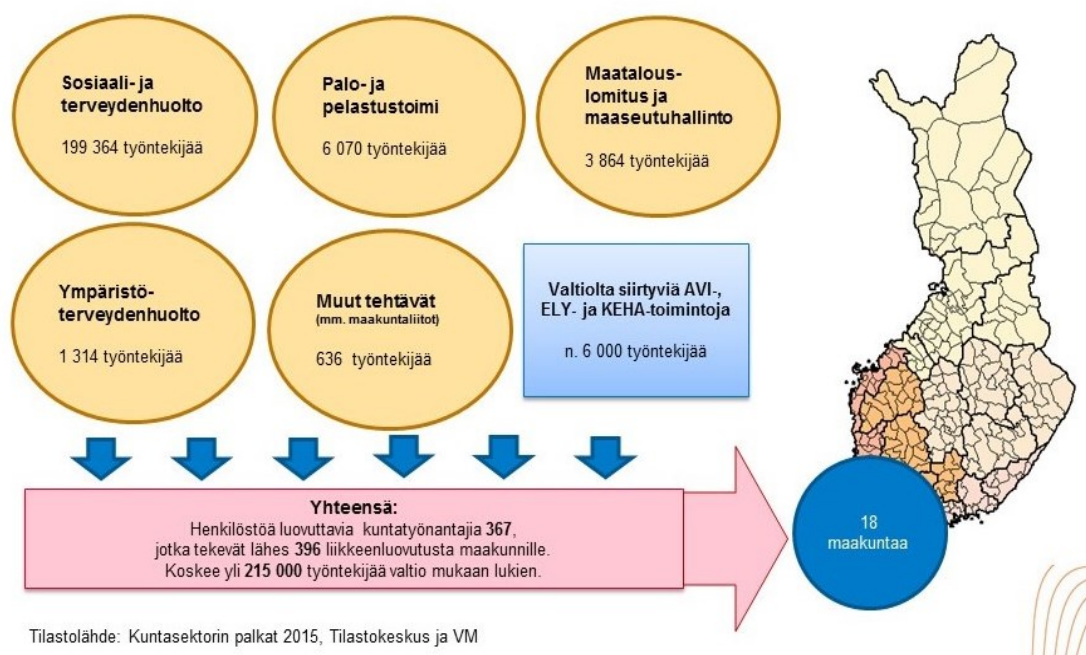 Sosiaali- ja
terveydenhuolto
199 364 työntekijää
Palo- ja
pelastustoimi
6 070 työntekijää
Maatalous-
lomitus ja
maaseutuhallinto
3 864 työntekijää
Ympäristö-
terveydenhuolto
1 314 työntekijää
Muut tehtävät
(mm. maakuntaliitot)
636 työntekijää
Valtiolta siirtyviä AVI-,
ELY- ja KEHA-toimintoja
n. 6 000 työntekijää
Yhteensä:
Henkilöstöä luovuttavia kuntatyönantajia 367,
jotka tekevät lähes 396 liikkeenluovutusta maakunnille.
Koskee yli 215 000 työntekijää valtio mukaan lukien.
18
maakuntaa
Tilastolähde: Kuntasektorin palkat 2015, Tilastokeskus ja VM